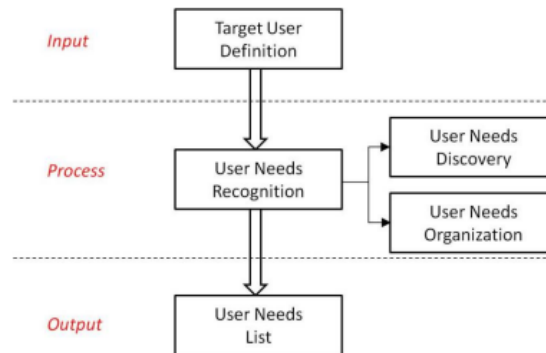 Input
Target User
Definition
Process
User Needs
Recognition
User Needs
Discovery
User Needs
Organization
Output
User Needs
List